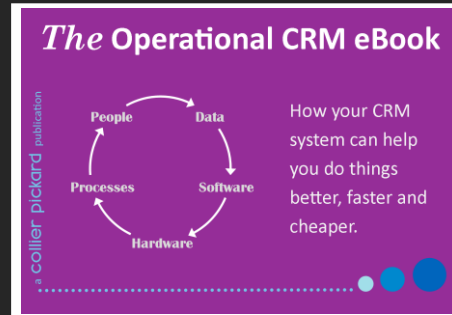 The Operational CRM eBook
a collier pickard publication
People
Data
Processes
Software
Hardware
How your CRM
system can help
you do things
better, faster and
cheaper.